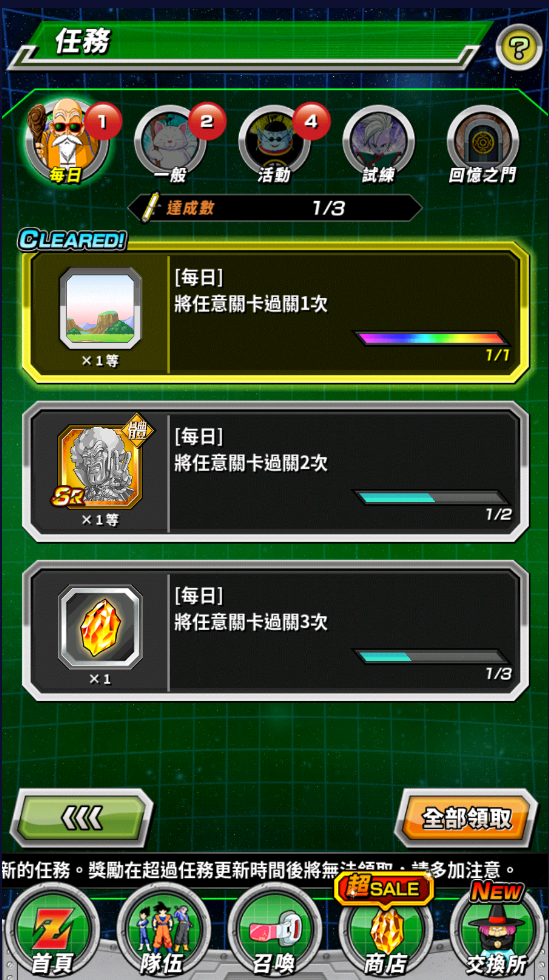 任務
?
1
2
4
每日
一般
活動
試練
回憶之門
達成數 1/3
CLEARED!
[每日]
將任意關卡過關1次
×1等
1/1
體
[每日]
將任意關卡過關2次
SR
×1等
1/2
[每日]
將任意關卡過關3次
×1
1/3
全部領取
新的任務。獎勵在超過任務更新時間後將無法領取，請多加注意。
超SALE
NEW
Z
首頁
隊伍
召喚
商店
交換所